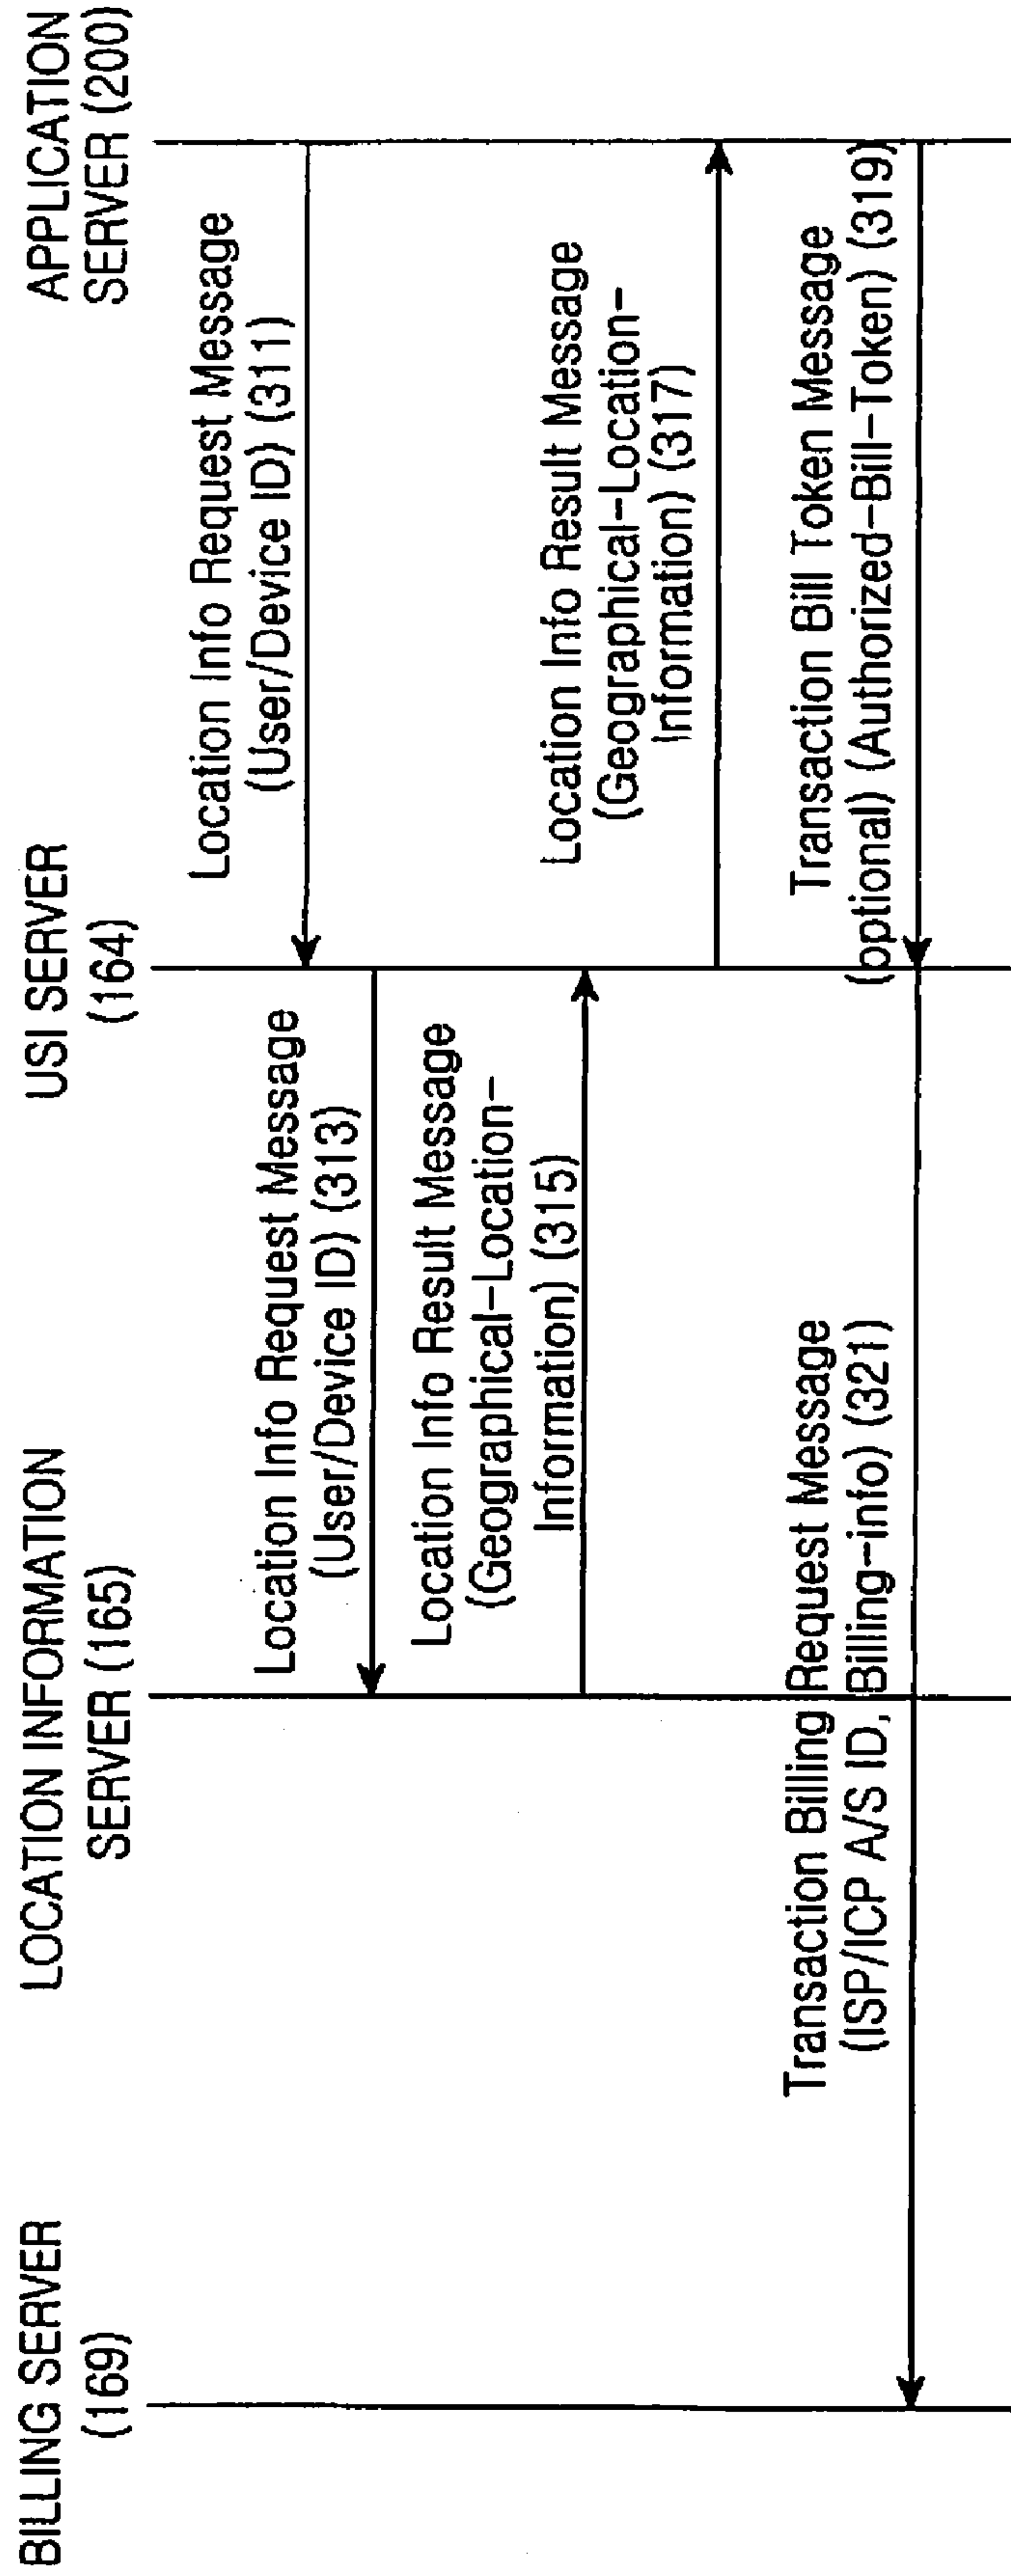 BILLING SERVER
(169)
LOCATION INFORMATION
SERVER (165)
USI SERVER
(164)
APPLICATION
SERVER (200)
Location Info Request Message
(User/Device ID) (311)
Location Info Request Message
(User/Device ID) (313)
Location Info Result Message
(Geographical-Location-
Information) (315)
Location Info Result Message
(Geographical-Location-
Information) (317)
Transaction Bill Token Message
(optional) (Authorized-Bill-Token) (319)
Transaction Billing Request Message
(ISP/ICP A/S ID, Billing-info) (321)